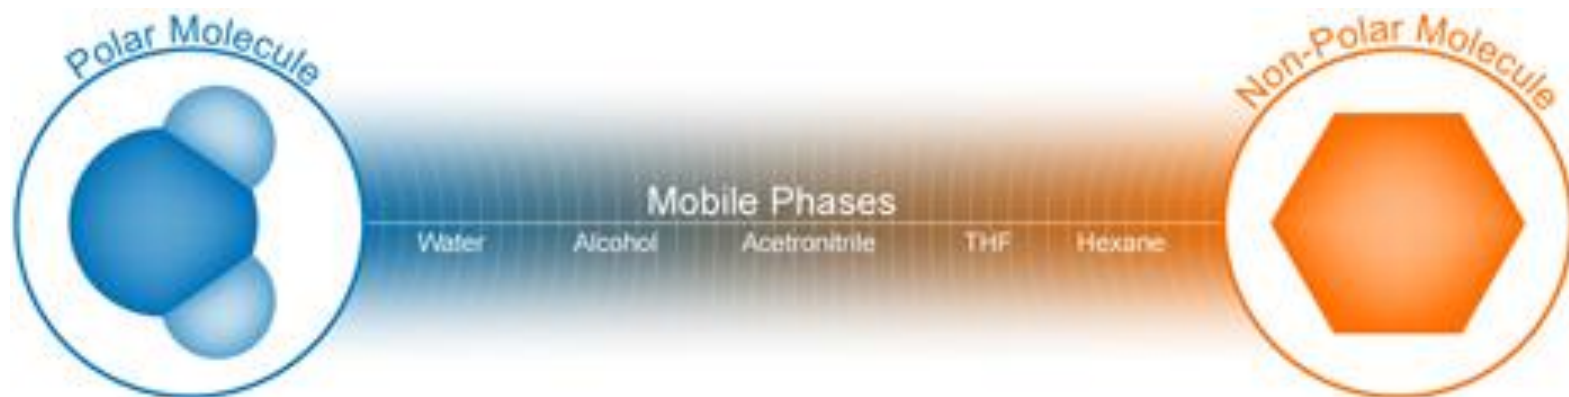 Polar Molecule
Non-Polar Molecule
Mobile Phases
Water Alcohol Acetronitrile THF Hexane